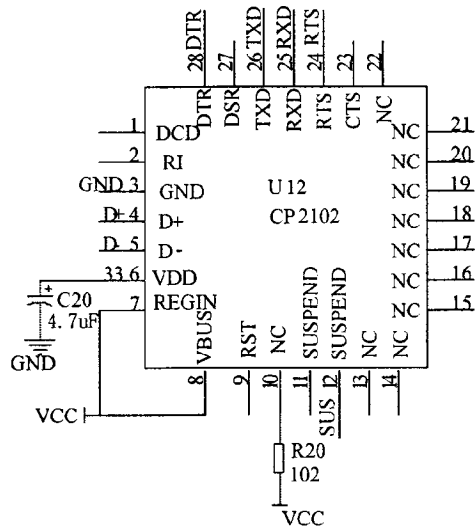 DTR TXD RXD RTS
28 27 26 25 24 23 22
DTR DSR TXD RXD RTS CTS NC
1 DCD NC 21
2 RI NC 20
GND 3 GND U12 NC 19
D+ 4 D+ CP2102 NC 18
D- 5 D- NC 17
33 6 VDD NC 16
7 REGIN NC 15
C20
4.7uF
GND
VBUS RST NC SUSPEND SUSPEND NC NC
8 9 10 11 12 13 14
VCC
SUS
R20
102
VCC